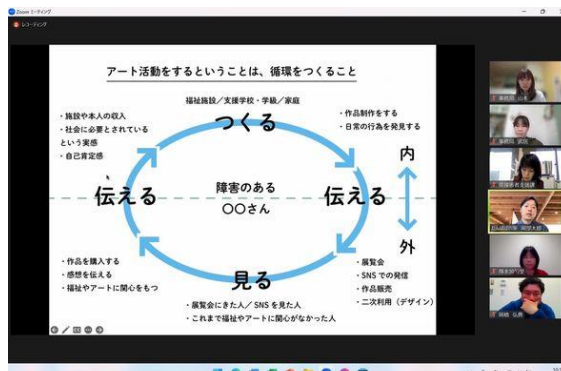 Zoom ミーティング
レコーディング
アート活動をするということは、循環をつくること
福祉施設／支援学校・学級／家庭
つくる
・施設や本人の収入
・社会に必要とされている
という実感
・自己肯定感
・作品制作をする
・日常の行為を発見する
内
伝える
障害のある
〇〇さん
伝える
外
・作品を購入する
・感想を伝える
・福祉やアートに関心をもつ
見る
・展覧会にきた人／SNS を見た人
・これまで福祉やアートに関心がなかった人
・展覧会
・SNS での発信
・作品販売
・二次利用（デザイン）